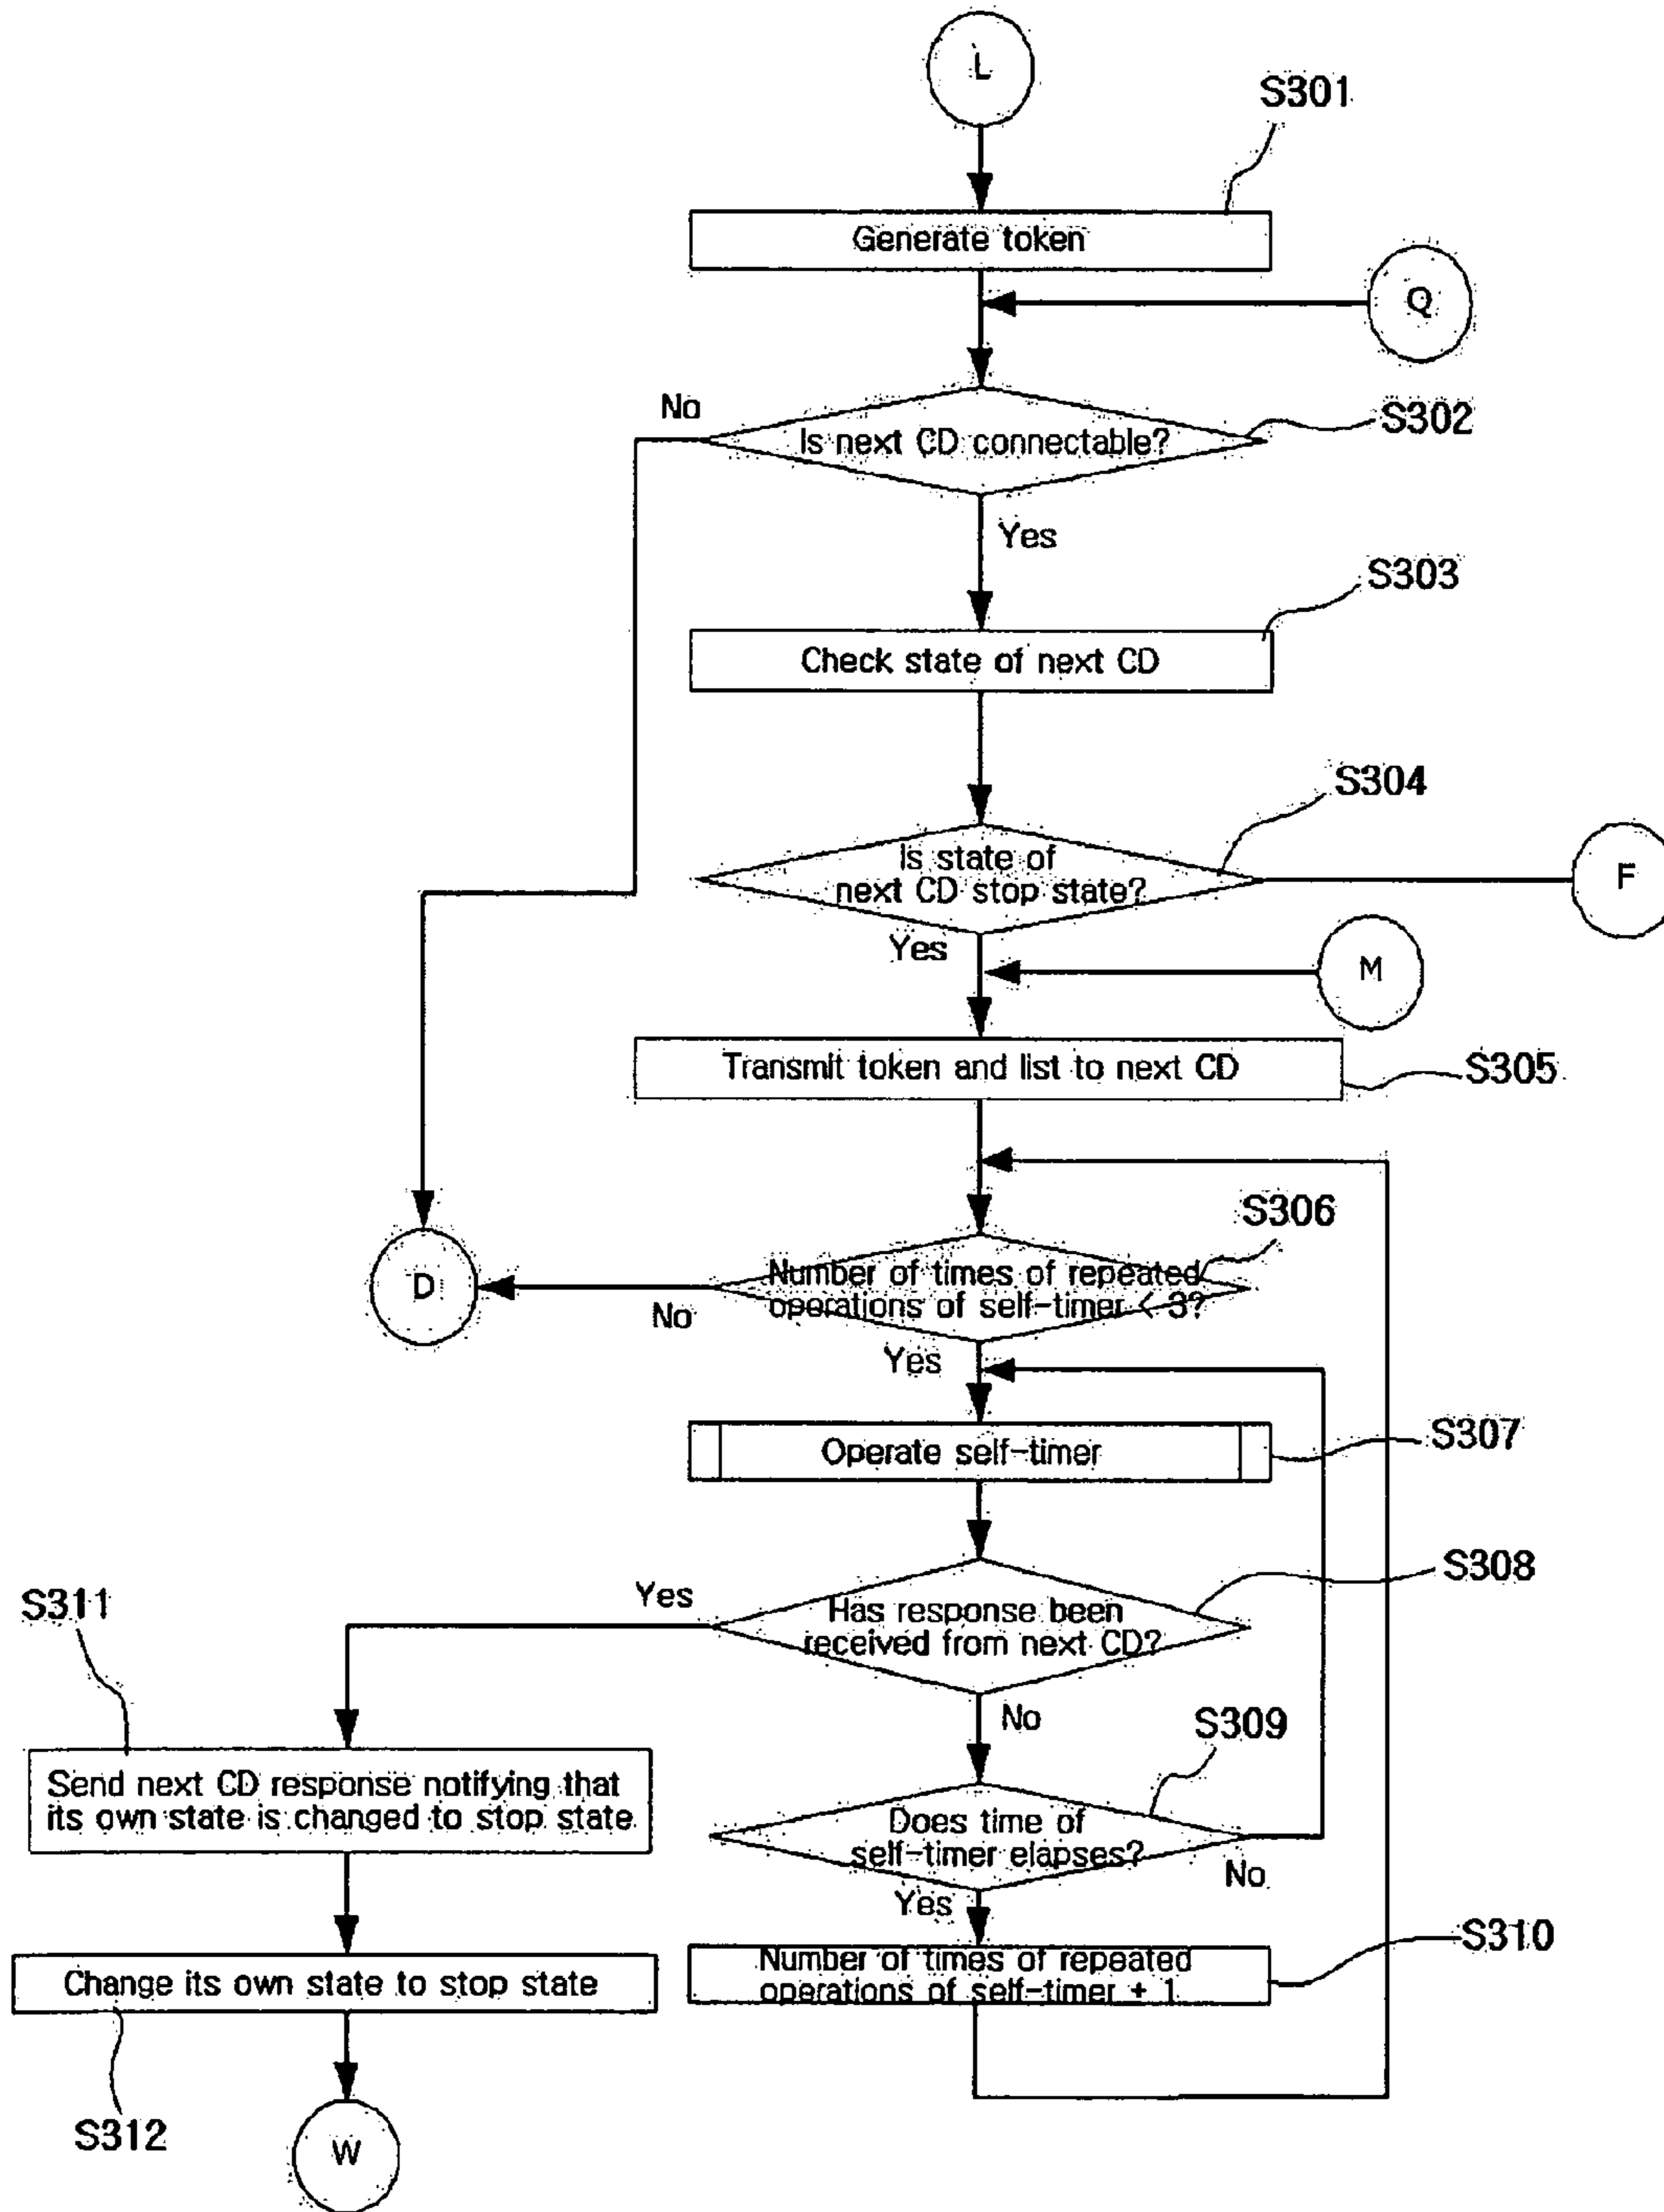 L
S301
Generate token
Q
No
Is next CD connectable?
S302
Yes
S303
Check state of next CD
S304
Is state of
next CD stop state?
F
Yes
M
Transmit token and list to next CD
S305
S306
D
Number of times of repeated
operations of self-timer < 3?
No
Yes
Operate self-timer
S307
S308
Yes
S311
Has response been
received from next CD?
No
S309
Send next CD response notifying that
its own state is changed to stop state
Does time of
self-timer elapses?
No
Yes
S310
Number of times of repeated
operations of self-timer + 1
Change its own state to stop state
S312
W